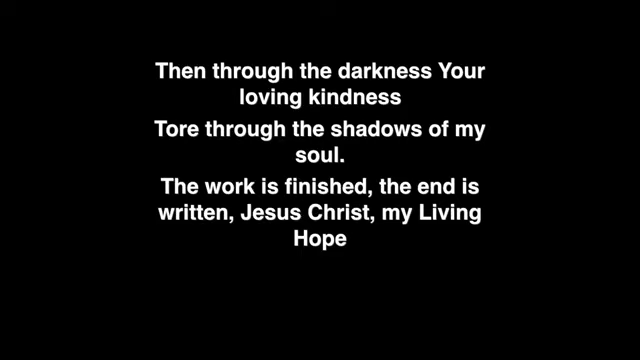 Then through the darkness Your
loving kindness
Tore through the shadows of my
soul.
The work is finished, the end is
written, Jesus Christ, my Living
Hope